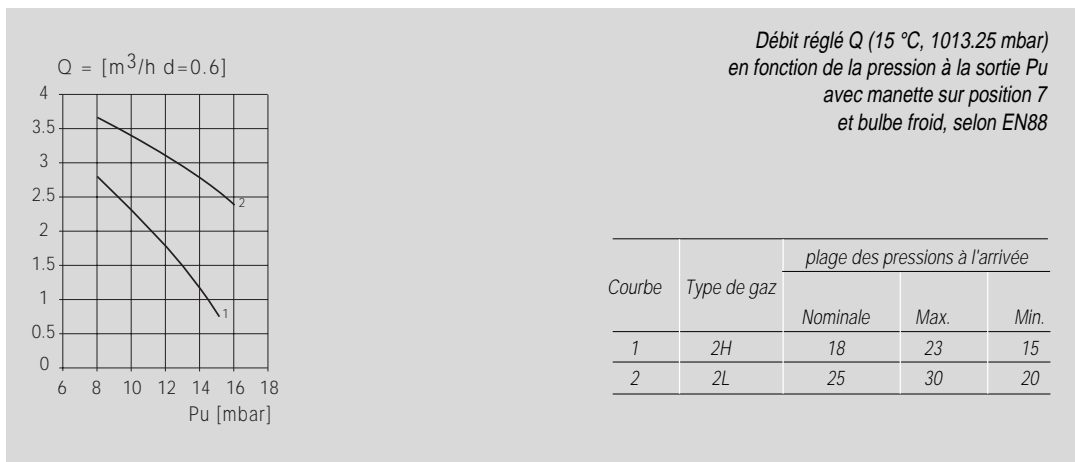 Débit réglé Q (15 °C, 1013.25 mbar)
en fonction de la pression à la sortie Pu
avec manette sur position 7
et bulbe froid, selon EN88
Q = [m³/h d=0.6]
4
3.5
3
2.5
2
1.5
1
0.5
0
2
1
6 8 10 12 14 16 18
Pu [mbar]
plage des pressions à l'arrivée
Courbe Type de gaz
Nominale Max. Min.
1 2H 18 23 15
2 2L 25 30 20